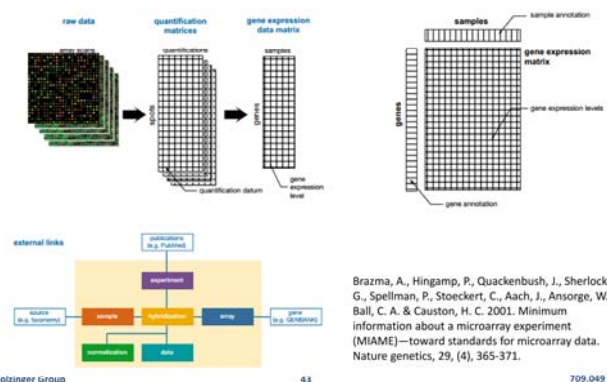 raw data
quantification
matrices
gene expression
data matrix
array scans
quantifications
samples
spots
genes
quantification datum
gene
expression
level
samples
sample annotation
gene expression
matrix
genes
gene expression levels
gene annotation
external links
publications
(e.g. PubMed)
experiment
source
(e.g. taxonomy)
sample
hybridization
array
gene
(e.g. GENBANK)
normalization
data
Brazma, A., Hingamp, P., Quackenbush, J., Sherlock,
G., Spellman, P., Stoeckert, C., Aach, J., Ansorge, W.,
Ball, C. A. & Causton, H. C. 2001. Minimum
information about a microarray experiment
(MIAME)—toward standards for microarray data.
Nature genetics, 29, (4), 365-371.
olzinger Group
43
709.049